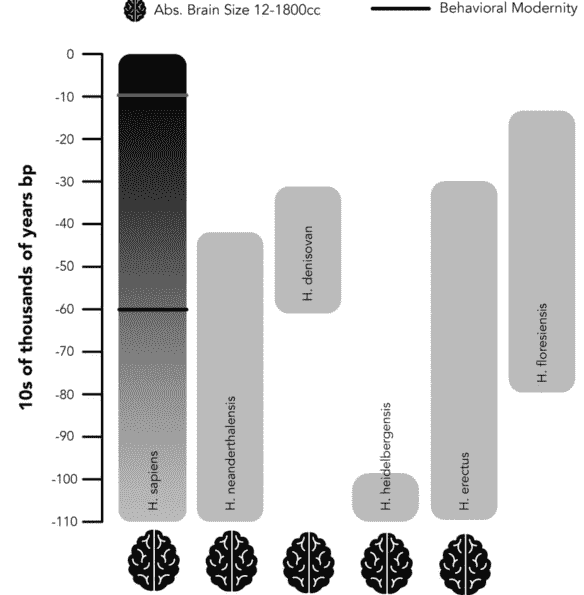 Abs. Brain Size 12-1800cc
Behavioral Modernity
10s of thousands of years bp
0
-10
-20
-30
-40
-50
-60
-70
-80
-90
-100
-110
H. sapiens
H. neanderthalensis
H. denisovan
H. heidelbergensis
H. erectus
H. floresiensis